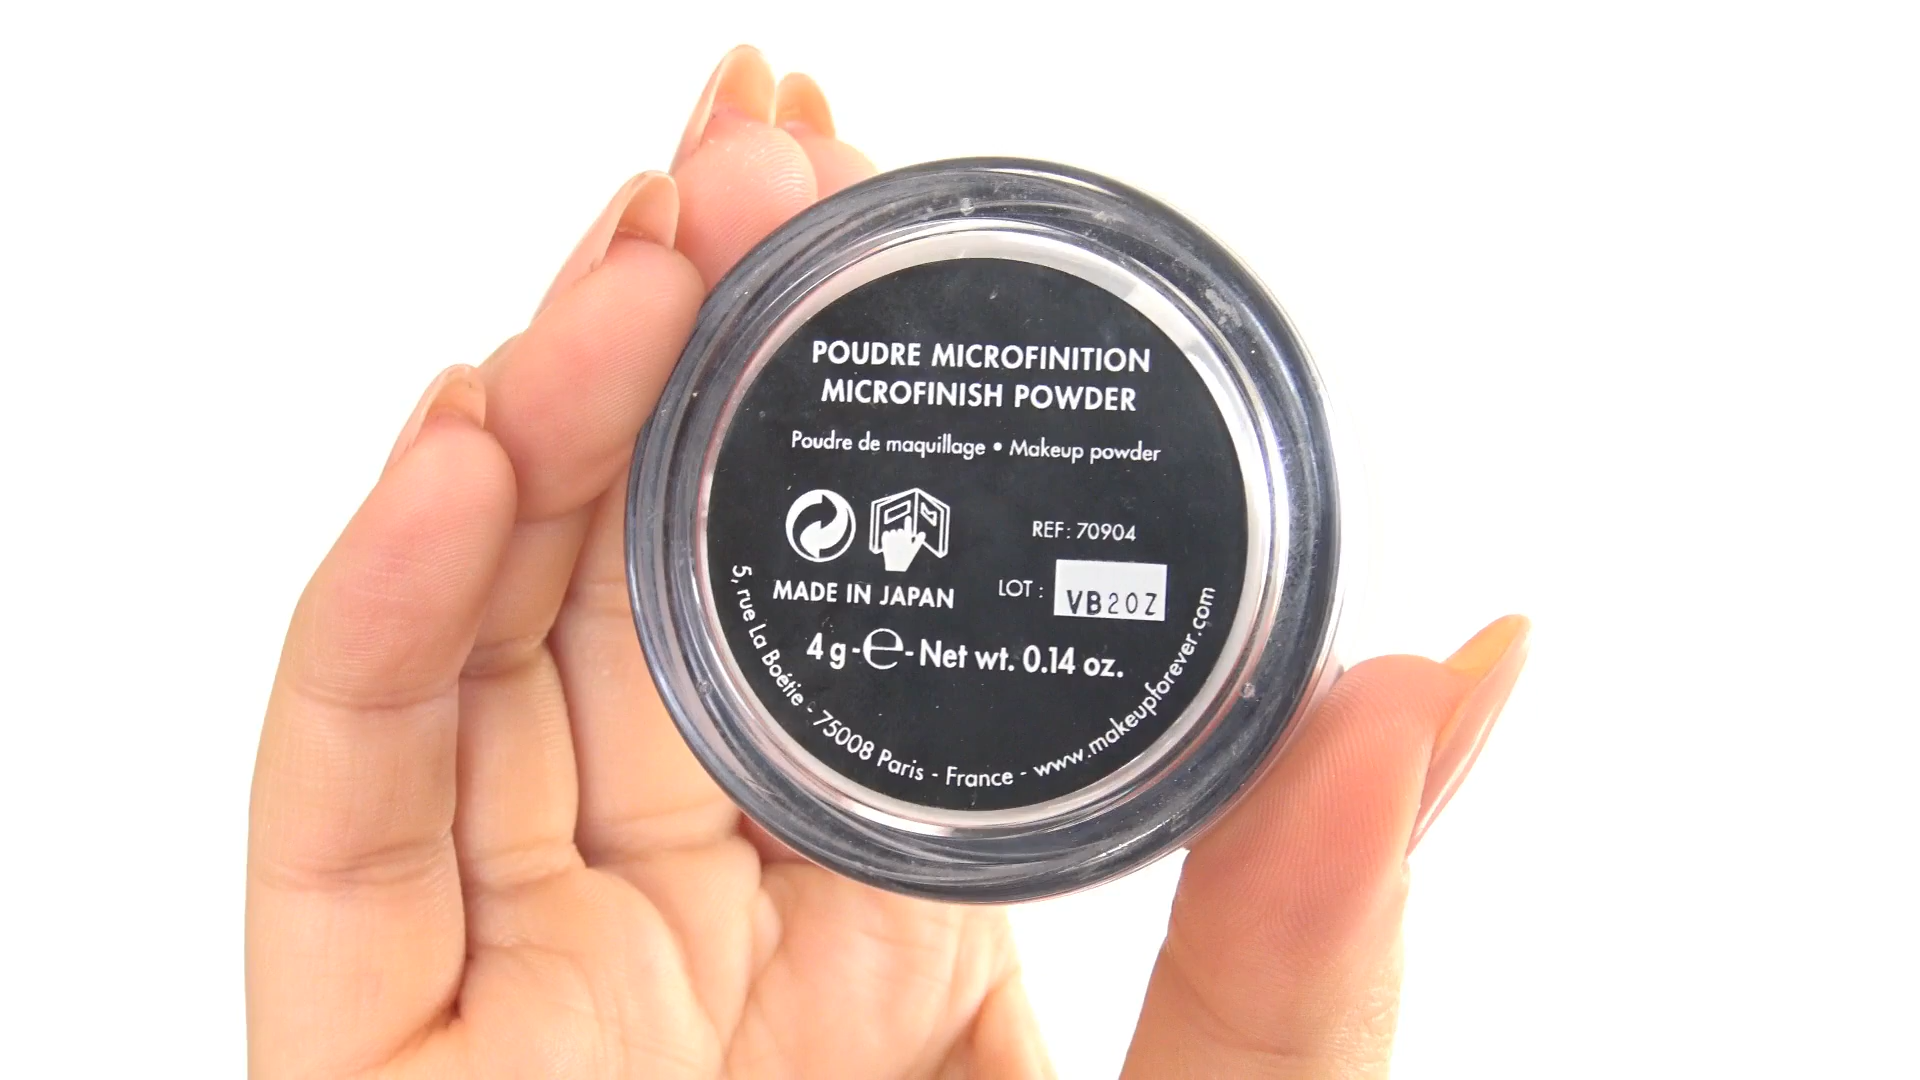 POUDRE MICROFINITION
MICROFINISH POWDER
Poudre de maquillage • Makeup powder
REF: 70904
MADE IN JAPAN
LOT : VB20Z
4 g -e- Net wt. 0.14 oz.
5, rue La Boétie - 75008 Paris - France - www.makeupforever.com